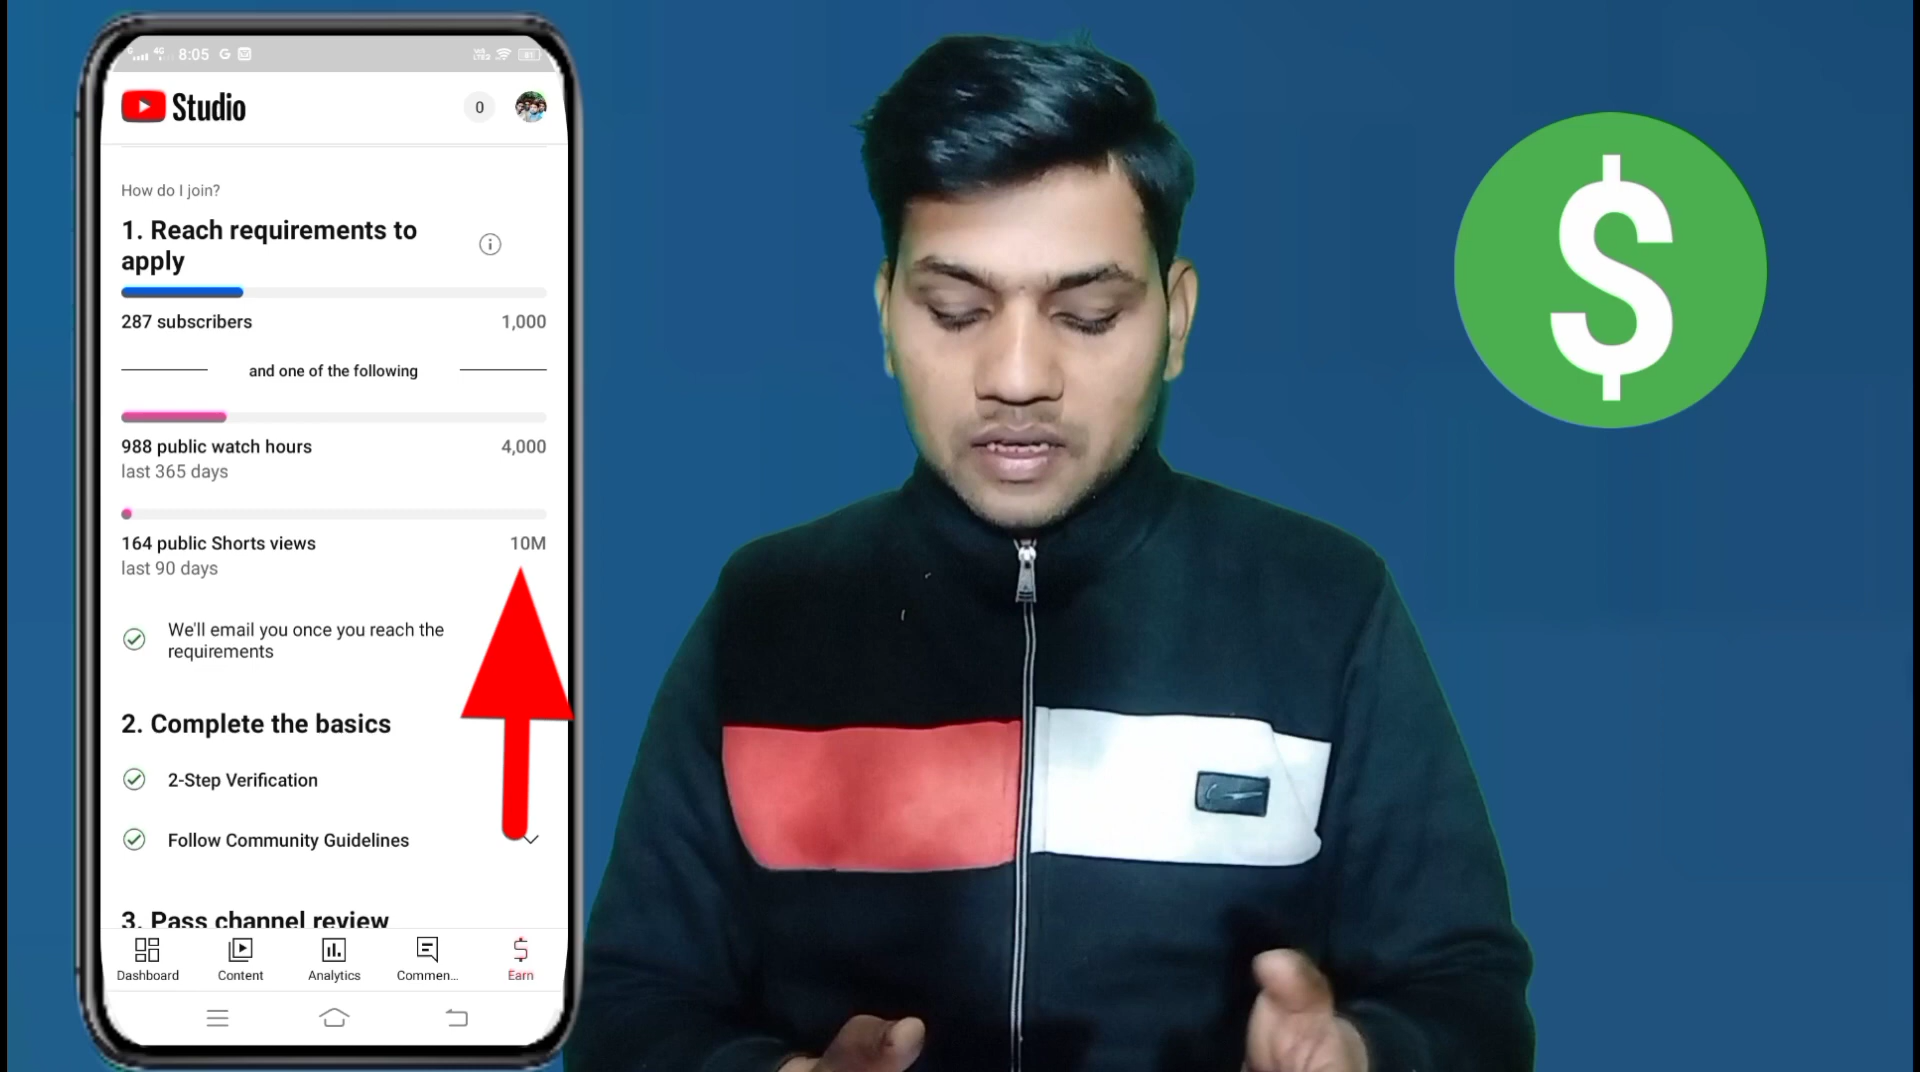 8:05
Studio
0
How do I join?
1. Reach requirements to
apply
287 subscribers 1,000
and one of the following
988 public watch hours 4,000
last 365 days
164 public Shorts views 10M
last 90 days
We'll email you once you reach the
requirements
2. Complete the basics
2-Step Verification
Follow Community Guidelines
3. Pass channel review
Dashboard Content Analytics Commen... Earn
$